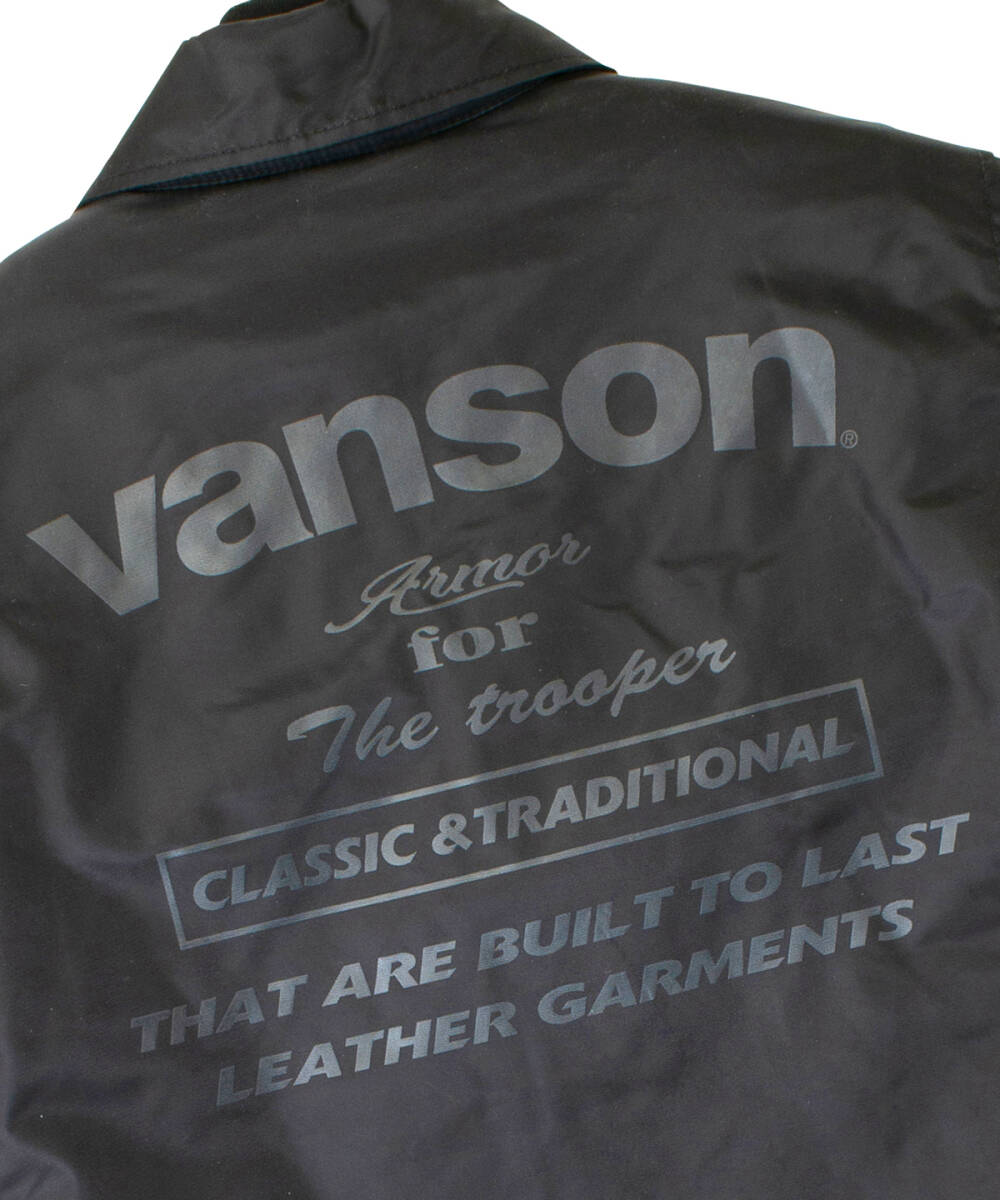 vanson®
Armor
for
The trooper
CLASSIC &TRADITIONAL
THAT ARE BUILT TO LAST
LEATHER GARMENTS